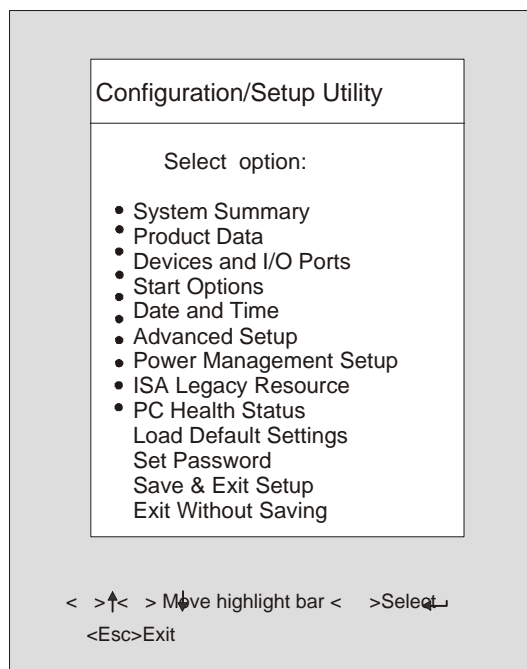 Configuration/Setup Utility
Select option:
• System Summary
• Product Data
• Devices and I/O Ports
• Start Options
• Date and Time
• Advanced Setup
• Power Management Setup
• ISA Legacy Resource
• PC Health Status
Load Default Settings
Set Password
Save & Exit Setup
Exit Without Saving
< >↑< >↓ Move highlight bar < >Select↵
<Esc>Exit